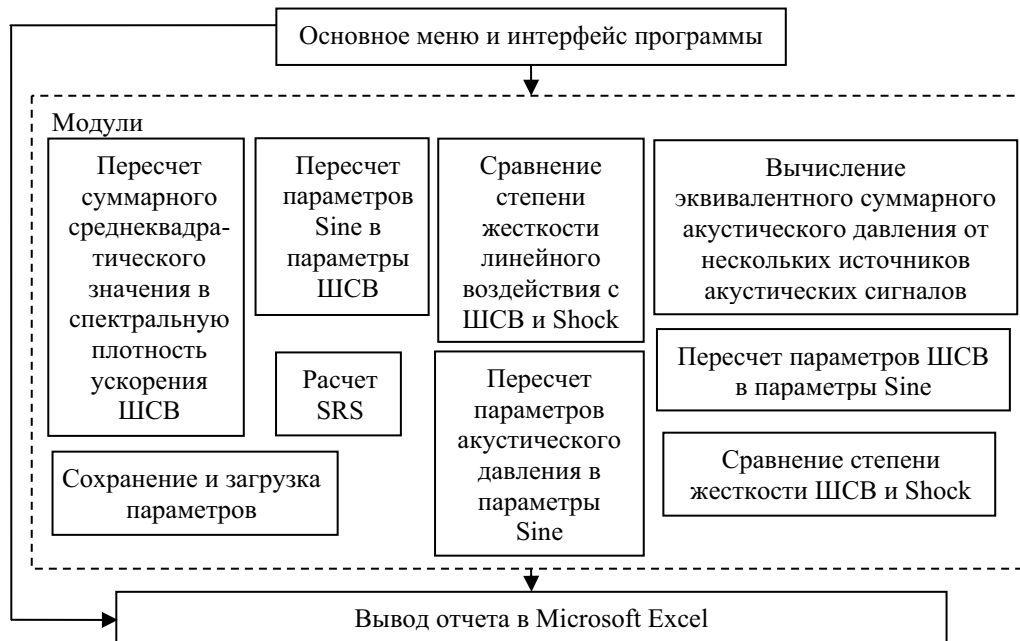 Основное меню и интерфейс программы
Модули
Пересчет
суммарного
среднеквадра-
тического
значения в
спектральную
плотность
ускорения
ШСВ
Пересчет
параметров
Sine в
параметры
ШСВ
Сравнение
степени
жесткости
линейного
воздействия с
ШСВ и Shock
Вычисление
эквивалентного суммарного
акустического давления от
нескольких источников
акустических сигналов
Расчет
SRS
Пересчет
параметров
акустического
давления в
параметры
Sine
Пересчет параметров ШСВ
в параметры Sine
Сравнение степени
жесткости ШСВ и Shock
Сохранение и загрузка
параметров
Вывод отчета в Microsoft Excel